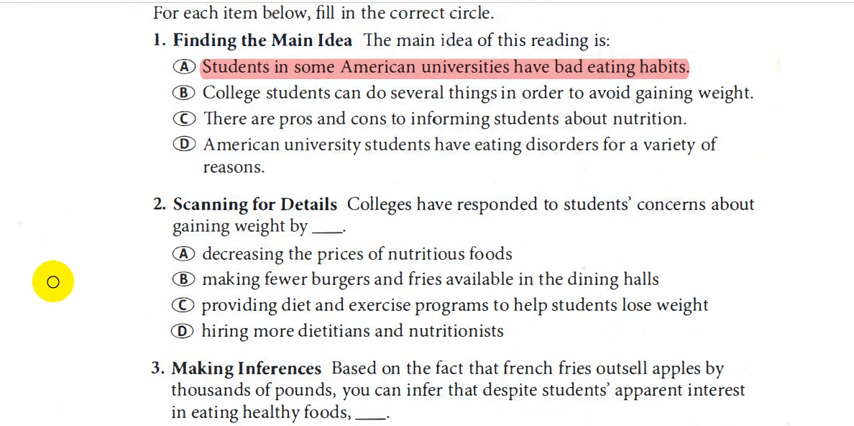 For each item below, fill in the correct circle.
1. Finding the Main Idea The main idea of this reading is:
Ⓐ Students in some American universities have bad eating habits.
Ⓑ College students can do several things in order to avoid gaining weight.
Ⓒ There are pros and cons to informing students about nutrition.
Ⓓ American university students have eating disorders for a variety of
reasons.
2. Scanning for Details Colleges have responded to students’ concerns about
gaining weight by ___.
Ⓐ decreasing the prices of nutritious foods
Ⓑ making fewer burgers and fries available in the dining halls
Ⓒ providing diet and exercise programs to help students lose weight
Ⓓ hiring more dietitians and nutritionists
3. Making Inferences Based on the fact that french fries outsell apples by
thousands of pounds, you can infer that despite students’ apparent interest
in eating healthy foods, ___.